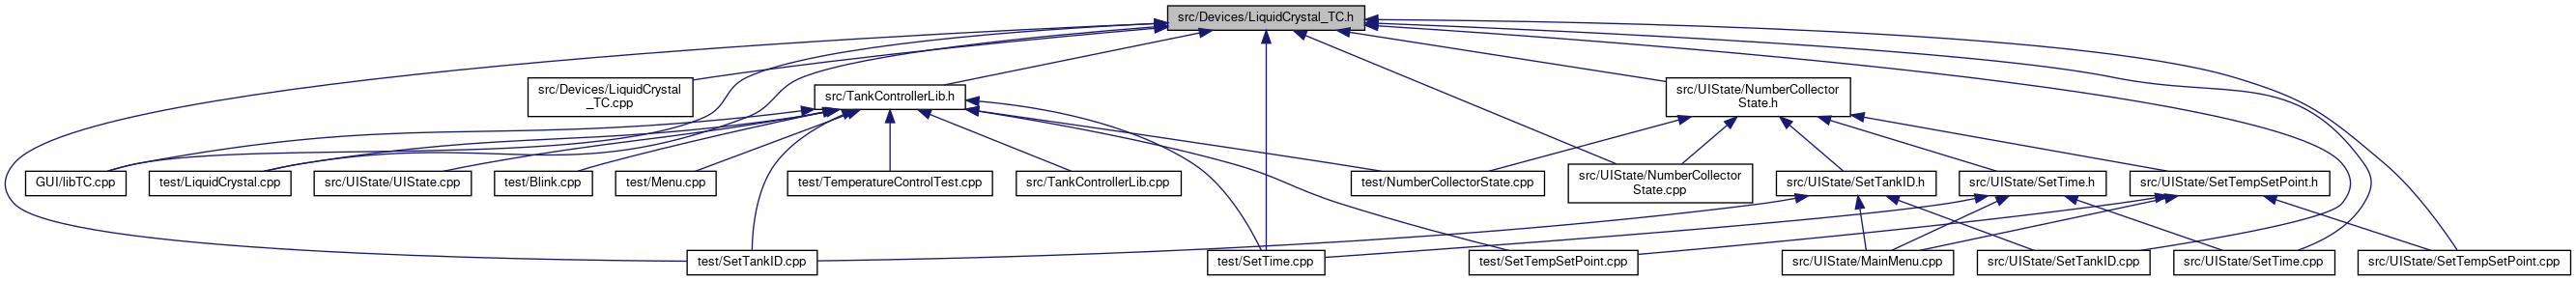 src/Devices/LiquidCrystal_TC.h
src/Devices/LiquidCrystal
_TC.cpp
src/TankControllerLib.h
src/UIState/NumberCollector
State.h
GUI/libTC.cpp
test/LiquidCrystal.cpp
src/UIState/UIState.cpp
test/Blink.cpp
test/Menu.cpp
test/TemperatureControlTest.cpp
src/TankControllerLib.cpp
test/NumberCollectorState.cpp
src/UIState/NumberCollector
State.cpp
src/UIState/SetTankID.h
src/UIState/SetTime.h
src/UIState/SetTempSetPoint.h
test/SetTankID.cpp
test/SetTime.cpp
test/SetTempSetPoint.cpp
src/UIState/MainMenu.cpp
src/UIState/SetTankID.cpp
src/UIState/SetTime.cpp
src/UIState/SetTempSetPoint.cpp